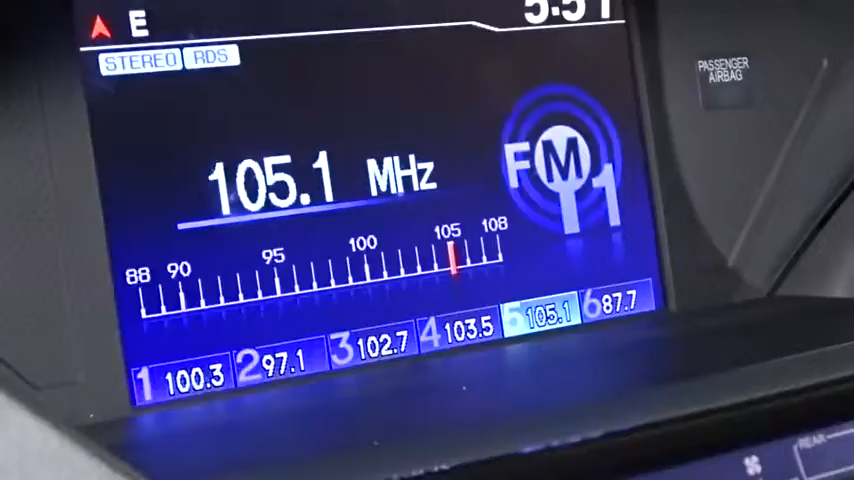 E
5:51
STEREO RDS
PASSENGER
AIRBAG
105.1 MHz
FM 1
88 90 95 100 105 108
1 100.3 2 97.1 3 102.7 4 103.5 5 105.1 6 87.7
REAR